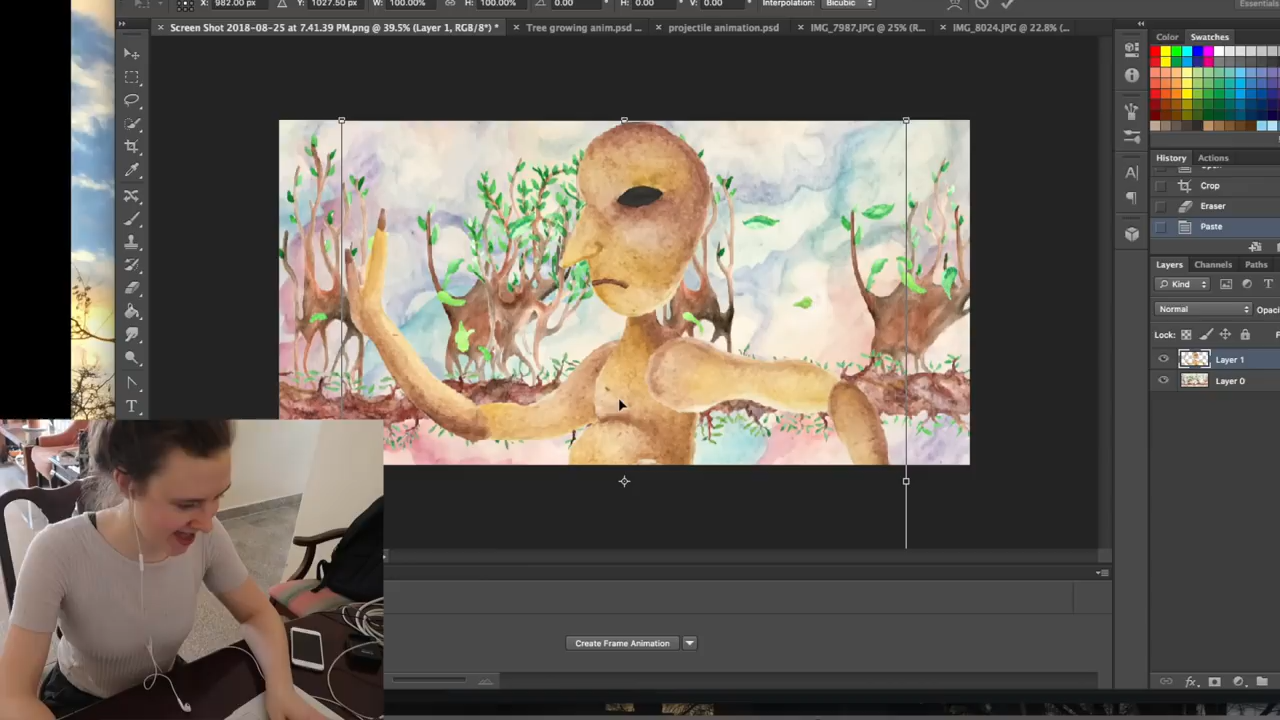 X: 982.00 px Y: 1027.50 px W: 100.00% H: 100.00% 0.00 H: 0.00 V: 0.00 Interpolation: Bicubic Essentials
Screen Shot 2018-08-25 at 7.41.39 PM.png @ 39.5% (Layer 1, RGB/8*) * Tree growing anim.psd ... projectile animation.psd IMG_7987.JPG @ 25% (R... IMG_8024.JPG @ 22.8% (...
Color Swatches
History Actions
Crop
Eraser
Paste
Layers Channels Paths
Kind
Normal Opac
Lock:
Layer 1
Layer 0
Create Frame Animation